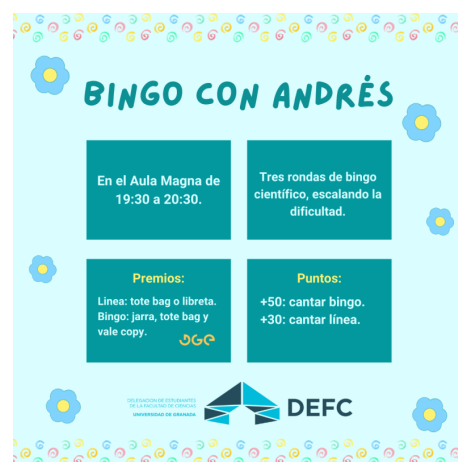 BINGO CON ANDRÉS
En el Aula Magna de
19:30 a 20:30.
Tres rondas de bingo
científico, escalando la
dificultad.
Premios:
Linea: tote bag o libreta.
Bingo: jarra, tote bag y
vale copy.
DGE
Puntos:
+50: cantar bingo.
+30: cantar línea.
DELEGACIÓN DE ESTUDIANTES
DE LA FACULTAD DE CIENCIAS
UNIVERSIDAD DE GRANADA
DEFC